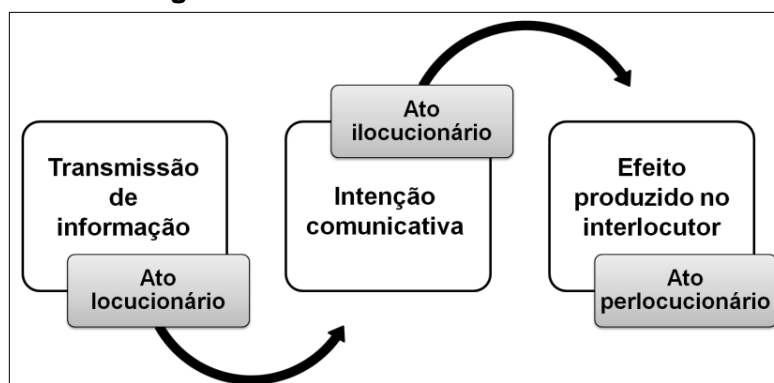 Transmissão
de
informação
Ato
locucionário
Ato
ilocucionário
Intenção
comunicativa
Efeito
produzido no
interlocutor
Ato
perlocucionário